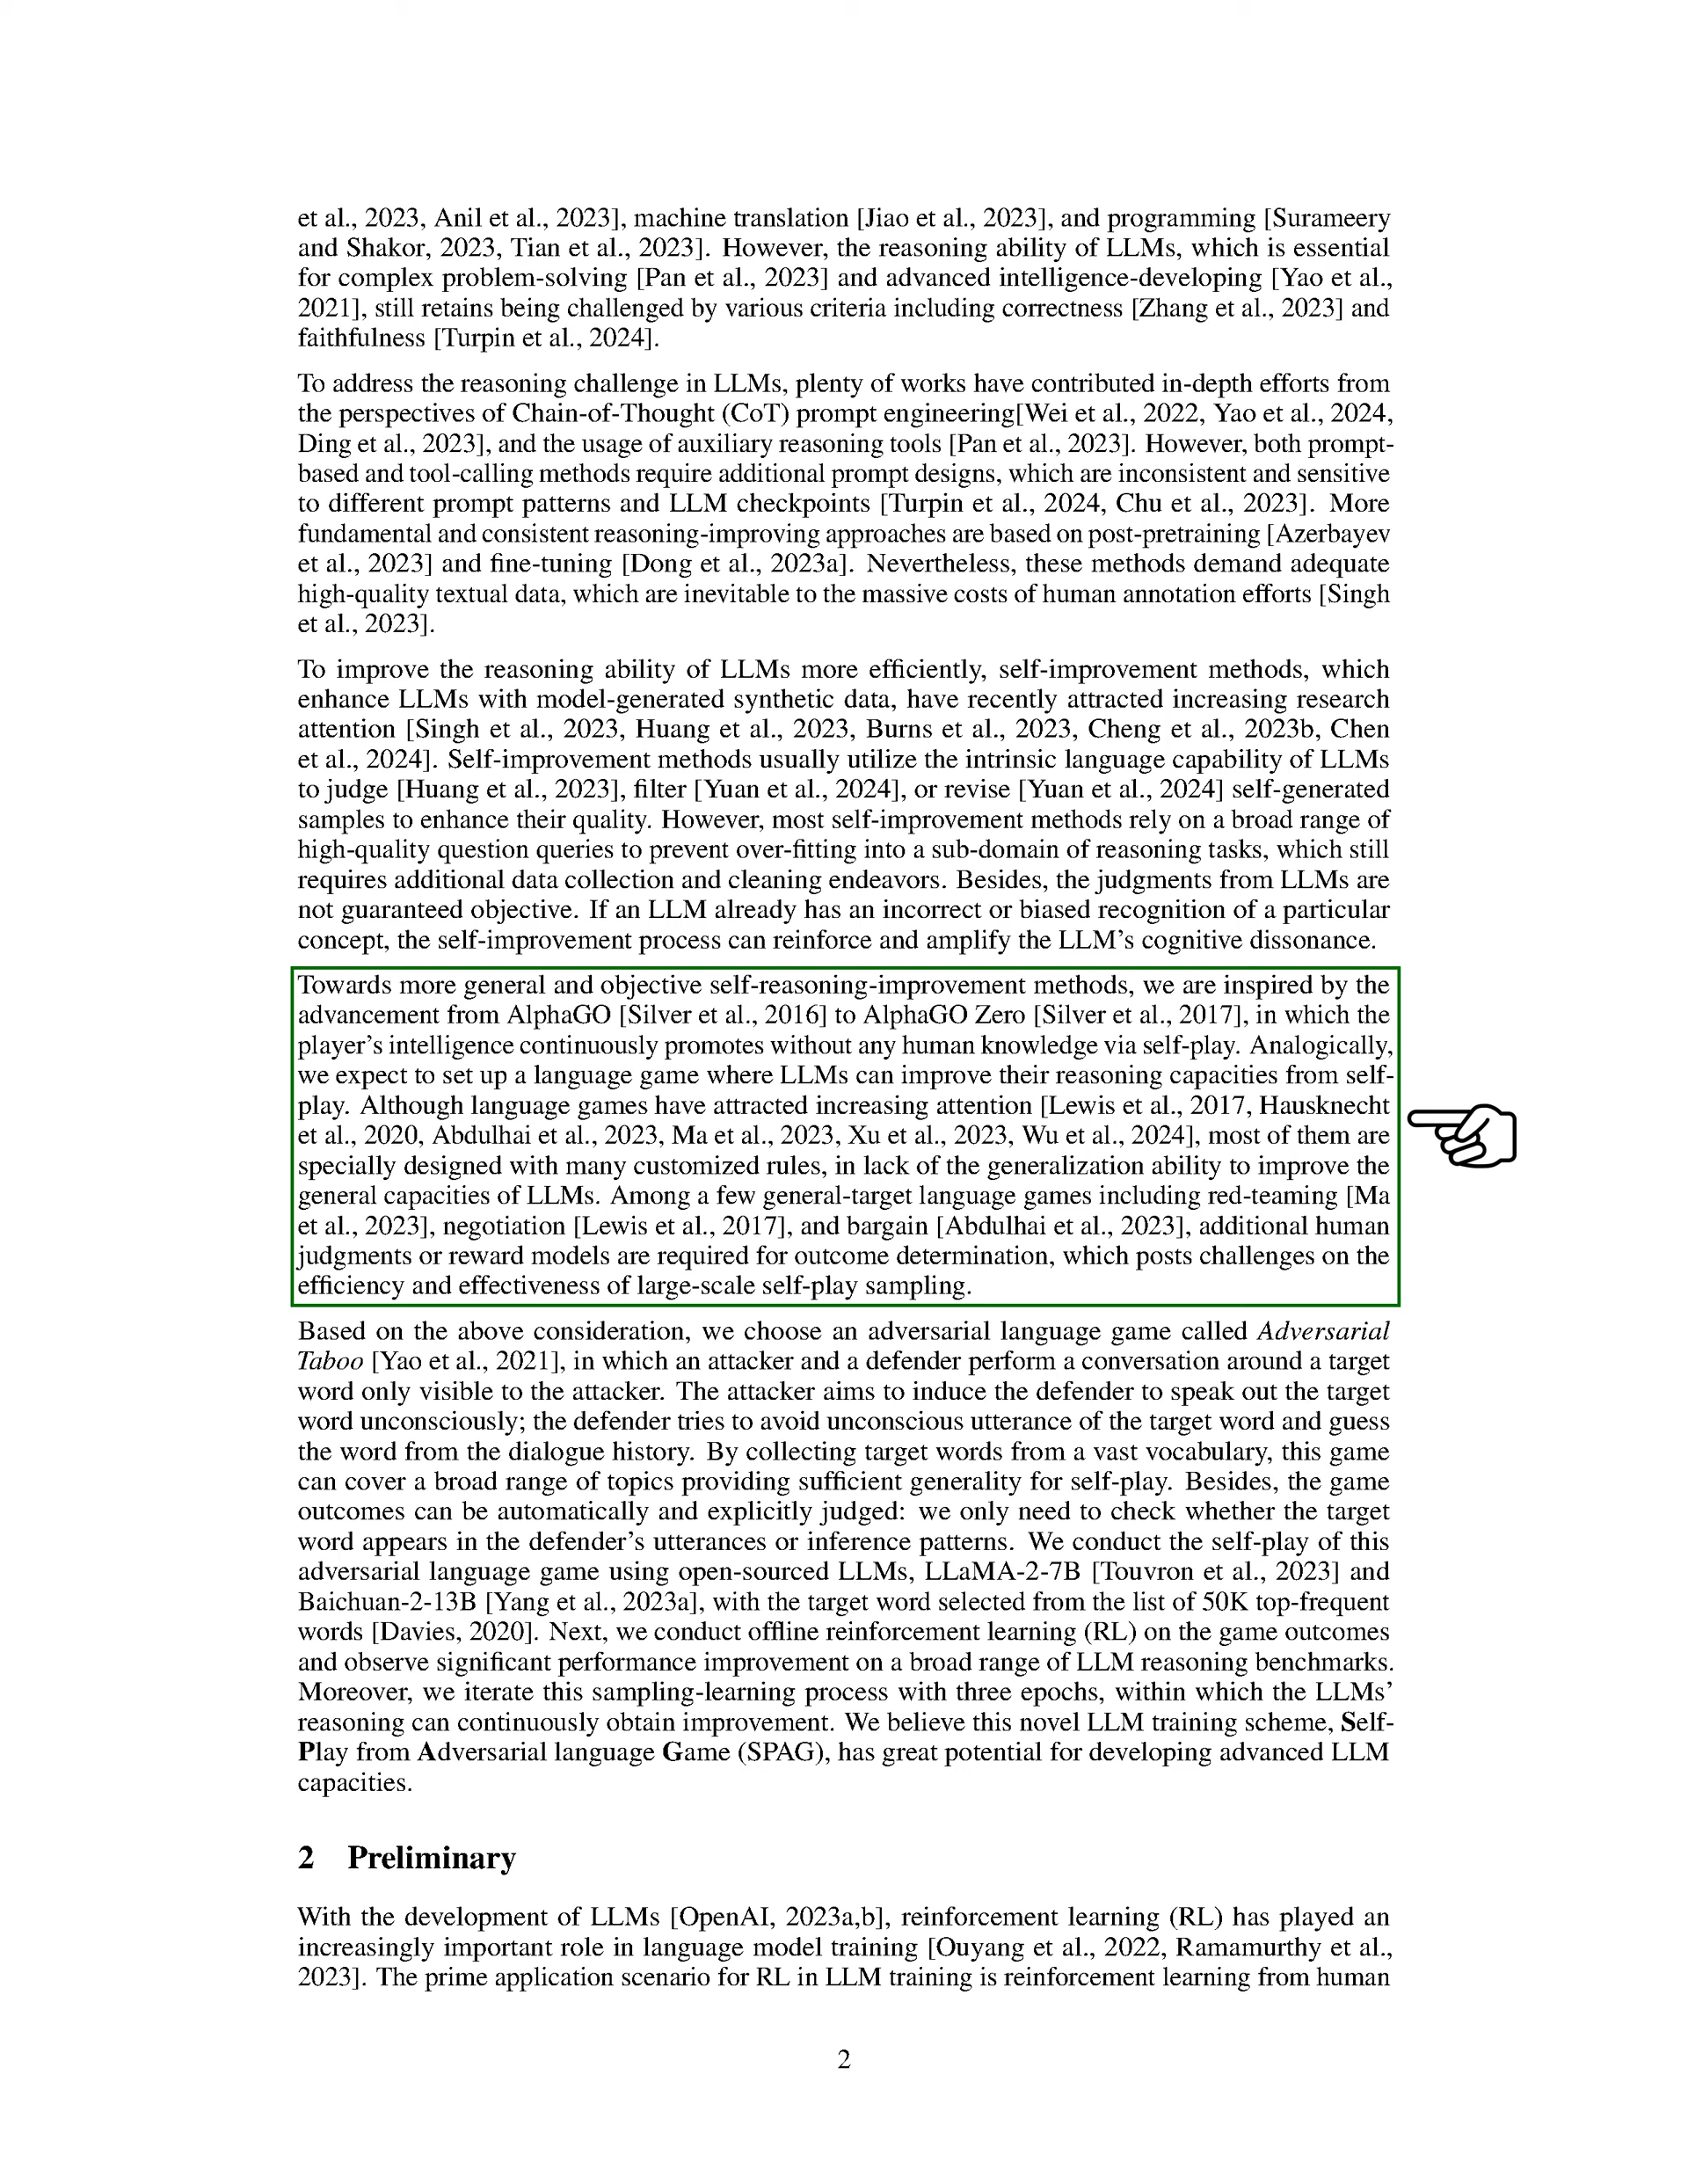 et al., 2023, Anil et al., 2023], machine translation [Jiao et al., 2023], and programming [Surameery
and Shakor, 2023, Tian et al., 2023]. However, the reasoning ability of LLMs, which is essential
for complex problem-solving [Pan et al., 2023] and advanced intelligence-developing [Yao et al.,
2021], still retains being challenged by various criteria including correctness [Zhang et al., 2023] and
faithfulness [Turpin et al., 2024].
To address the reasoning challenge in LLMs, plenty of works have contributed in-depth efforts from
the perspectives of Chain-of-Thought (CoT) prompt engineering[Wei et al., 2022, Yao et al., 2024,
Ding et al., 2023], and the usage of auxiliary reasoning tools [Pan et al., 2023]. However, both prompt-
based and tool-calling methods require additional prompt designs, which are inconsistent and sensitive
to different prompt patterns and LLM checkpoints [Turpin et al., 2024, Chu et al., 2023]. More
fundamental and consistent reasoning-improving approaches are based on post-pretraining [Azerbayev
et al., 2023] and fine-tuning [Dong et al., 2023a]. Nevertheless, these methods demand adequate
high-quality textual data, which are inevitable to the massive costs of human annotation efforts [Singh
et al., 2023].
To improve the reasoning ability of LLMs more efficiently, self-improvement methods, which
enhance LLMs with model-generated synthetic data, have recently attracted increasing research
attention [Singh et al., 2023, Huang et al., 2023, Burns et al., 2023, Cheng et al., 2023b, Chen
et al., 2024]. Self-improvement methods usually utilize the intrinsic language capability of LLMs
to judge [Huang et al., 2023], filter [Yuan et al., 2024], or revise [Yuan et al., 2024] self-generated
samples to enhance their quality. However, most self-improvement methods rely on a broad range of
high-quality question queries to prevent over-fitting into a sub-domain of reasoning tasks, which still
requires additional data collection and cleaning endeavors. Besides, the judgments from LLMs are
not guaranteed objective. If an LLM already has an incorrect or biased recognition of a particular
concept, the self-improvement process can reinforce and amplify the LLM's cognitive dissonance.
Towards more general and objective self-reasoning-improvement methods, we are inspired by the
advancement from AlphaGO [Silver et al., 2016] to AlphaGO Zero [Silver et al., 2017], in which the
player's intelligence continuously promotes without any human knowledge via self-play. Analogically,
we expect to set up a language game where LLMs can improve their reasoning capacities from self-
play. Although language games have attracted increasing attention [Lewis et al., 2017, Hausknecht
et al., 2020, Abdulhai et al., 2023, Ma et al., 2023, Xu et al., 2023, Wu et al., 2024], most of them are
specially designed with many customized rules, in lack of the generalization ability to improve the
general capacities of LLMs. Among a few general-target language games including red-teaming [Ma
et al., 2023], negotiation [Lewis et al., 2017], and bargain [Abdulhai et al., 2023], additional human
judgments or reward models are required for outcome determination, which posts challenges on the
efficiency and effectiveness of large-scale self-play sampling.
Based on the above consideration, we choose an adversarial language game called Adversarial
Taboo [Yao et al., 2021], in which an attacker and a defender perform a conversation around a target
word only visible to the attacker. The attacker aims to induce the defender to speak out the target
word unconsciously; the defender tries to avoid unconscious utterance of the target word and guess
the word from the dialogue history. By collecting target words from a vast vocabulary, this game
can cover a broad range of topics providing sufficient generality for self-play. Besides, the game
outcomes can be automatically and explicitly judged: we only need to check whether the target
word appears in the defender's utterances or inference patterns. We conduct the self-play of this
adversarial language game using open-sourced LLMs, LLaMA-2-7B [Touvron et al., 2023] and
Baichuan-2-13B [Yang et al., 2023a], with the target word selected from the list of 50K top-frequent
words [Davies, 2020]. Next, we conduct offline reinforcement learning (RL) on the game outcomes
and observe significant performance improvement on a broad range of LLM reasoning benchmarks.
Moreover, we iterate this sampling-learning process with three epochs, within which the LLMs'
reasoning can continuously obtain improvement. We believe this novel LLM training scheme, Self-
Play from Adversarial language Game (SPAG), has great potential for developing advanced LLM
capacities.
2 Preliminary
With the development of LLMs [OpenAI, 2023a,b], reinforcement learning (RL) has played an
increasingly important role in language model training [Ouyang et al., 2022, Ramamurthy et al.,
2023]. The prime application scenario for RL in LLM training is reinforcement learning from human
2